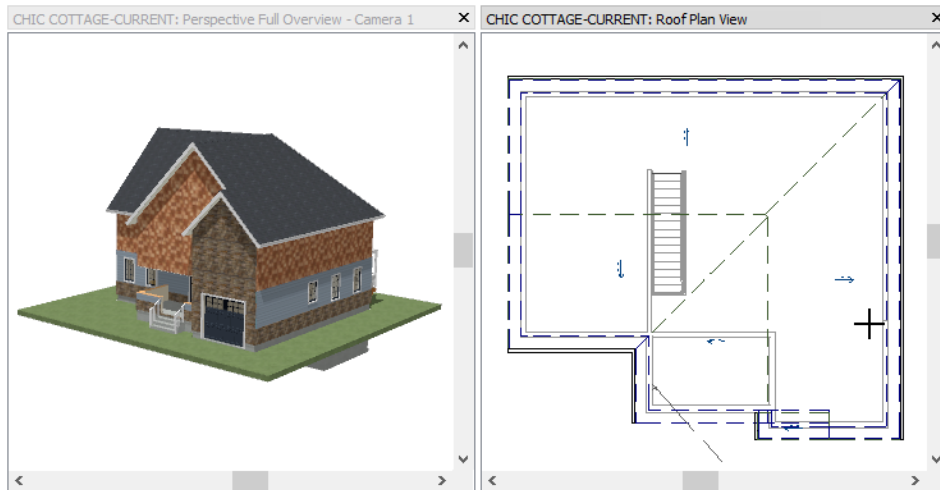 CHIC COTTAGE-CURRENT: Perspective Full Overview - Camera 1
CHIC COTTAGE-CURRENT: Roof Plan View